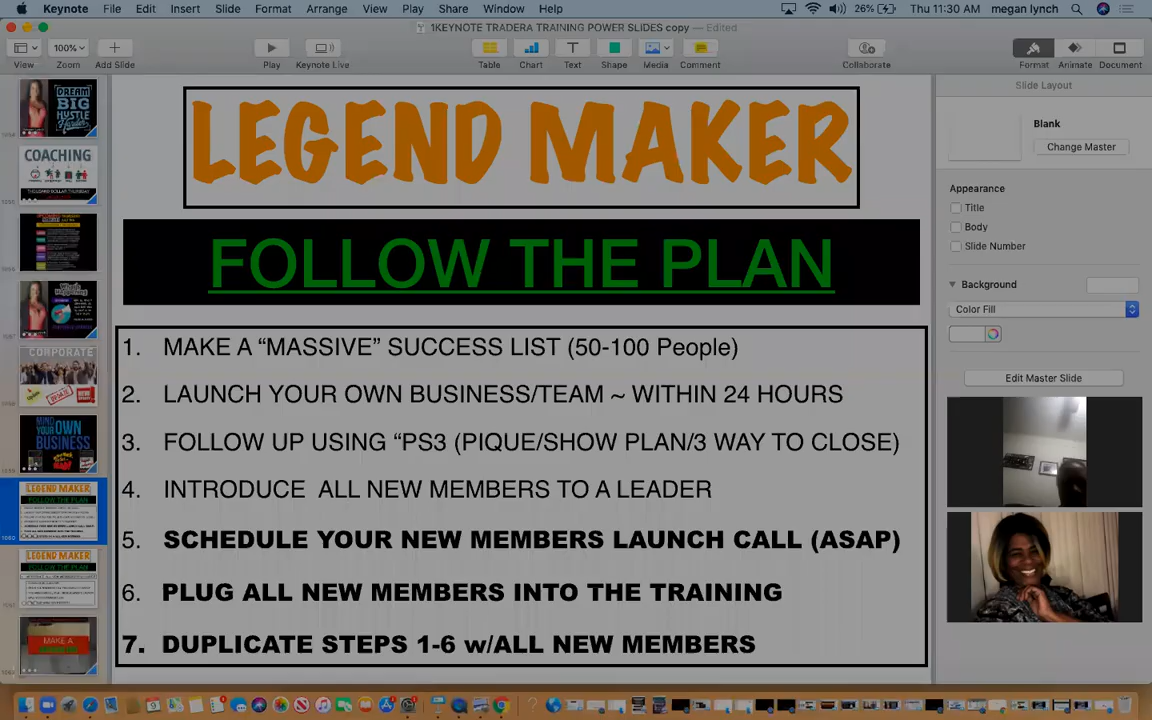 Keynote File Edit Insert Slide Format Arrange View Play Share Window Help 26% Thu 11:30 AM megan lynch
1KEYNOTE TRADERA TRAINING POWER SLIDES copy — Edited
100%
View Zoom Add Slide Play Keynote Live Table Chart Text Shape Media Comment Collaborate Format Animate Document
Slide Layout
Blank
Change Master
Appearance
Title
Body
Slide Number
Background
Color Fill
Edit Master Slide
DREAM
BIG
HUSTLE
Harder
COACHING
CORPORATE
MIND
YOUR OWN
BUSINESS
LEGEND MAKER
FOLLOW THE PLAN
LEGEND MAKER
FOLLOW THE PLAN
MAKE A
LEGEND MAKER
FOLLOW THE PLAN
1. MAKE A “MASSIVE” SUCCESS LIST (50-100 People)
2. LAUNCH YOUR OWN BUSINESS/TEAM ~ WITHIN 24 HOURS
3. FOLLOW UP USING “PS3 (PIQUE/SHOW PLAN/3 WAY TO CLOSE)
4. INTRODUCE ALL NEW MEMBERS TO A LEADER
5. SCHEDULE YOUR NEW MEMBERS LAUNCH CALL (ASAP)
6. PLUG ALL NEW MEMBERS INTO THE TRAINING
7. DUPLICATE STEPS 1-6 w/ALL NEW MEMBERS